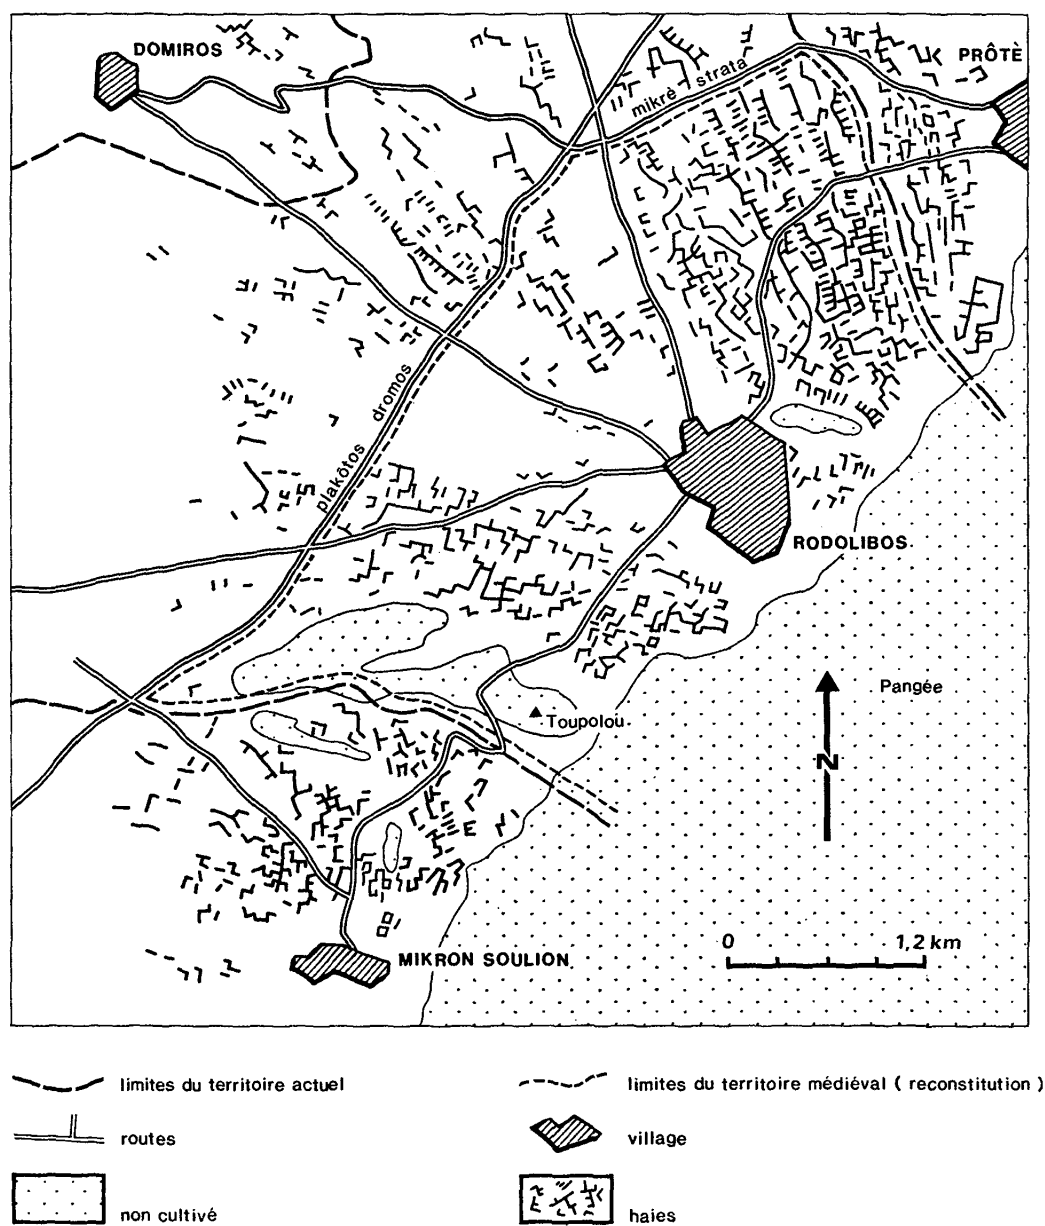 DOMIROS
PRÔTÈ
mikrè strata
plakôtos dromos
RODOLIBOS
Pangée
Toupolou
N
MIKRON SOULION
0 1,2 km
limites du territoire actuel
limites du territoire médiéval ( reconstitution )
routes
village
non cultivé
haies